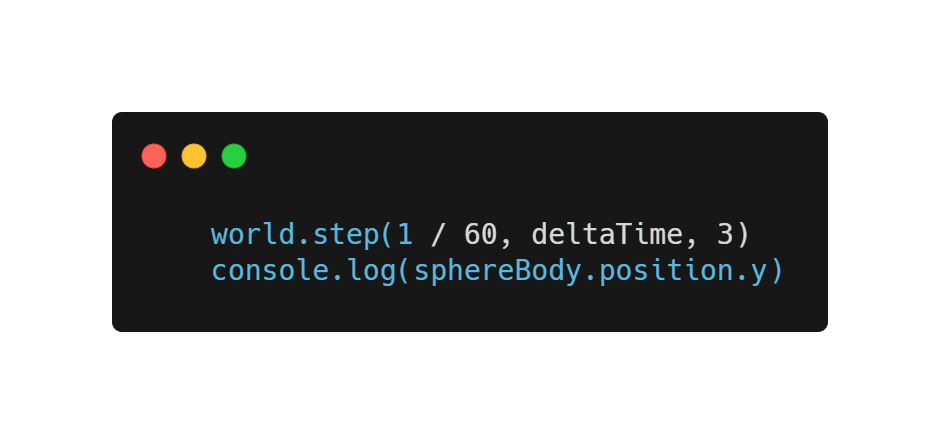 world.step(1 / 60, deltaTime, 3)
console.log(sphereBody.position.y)